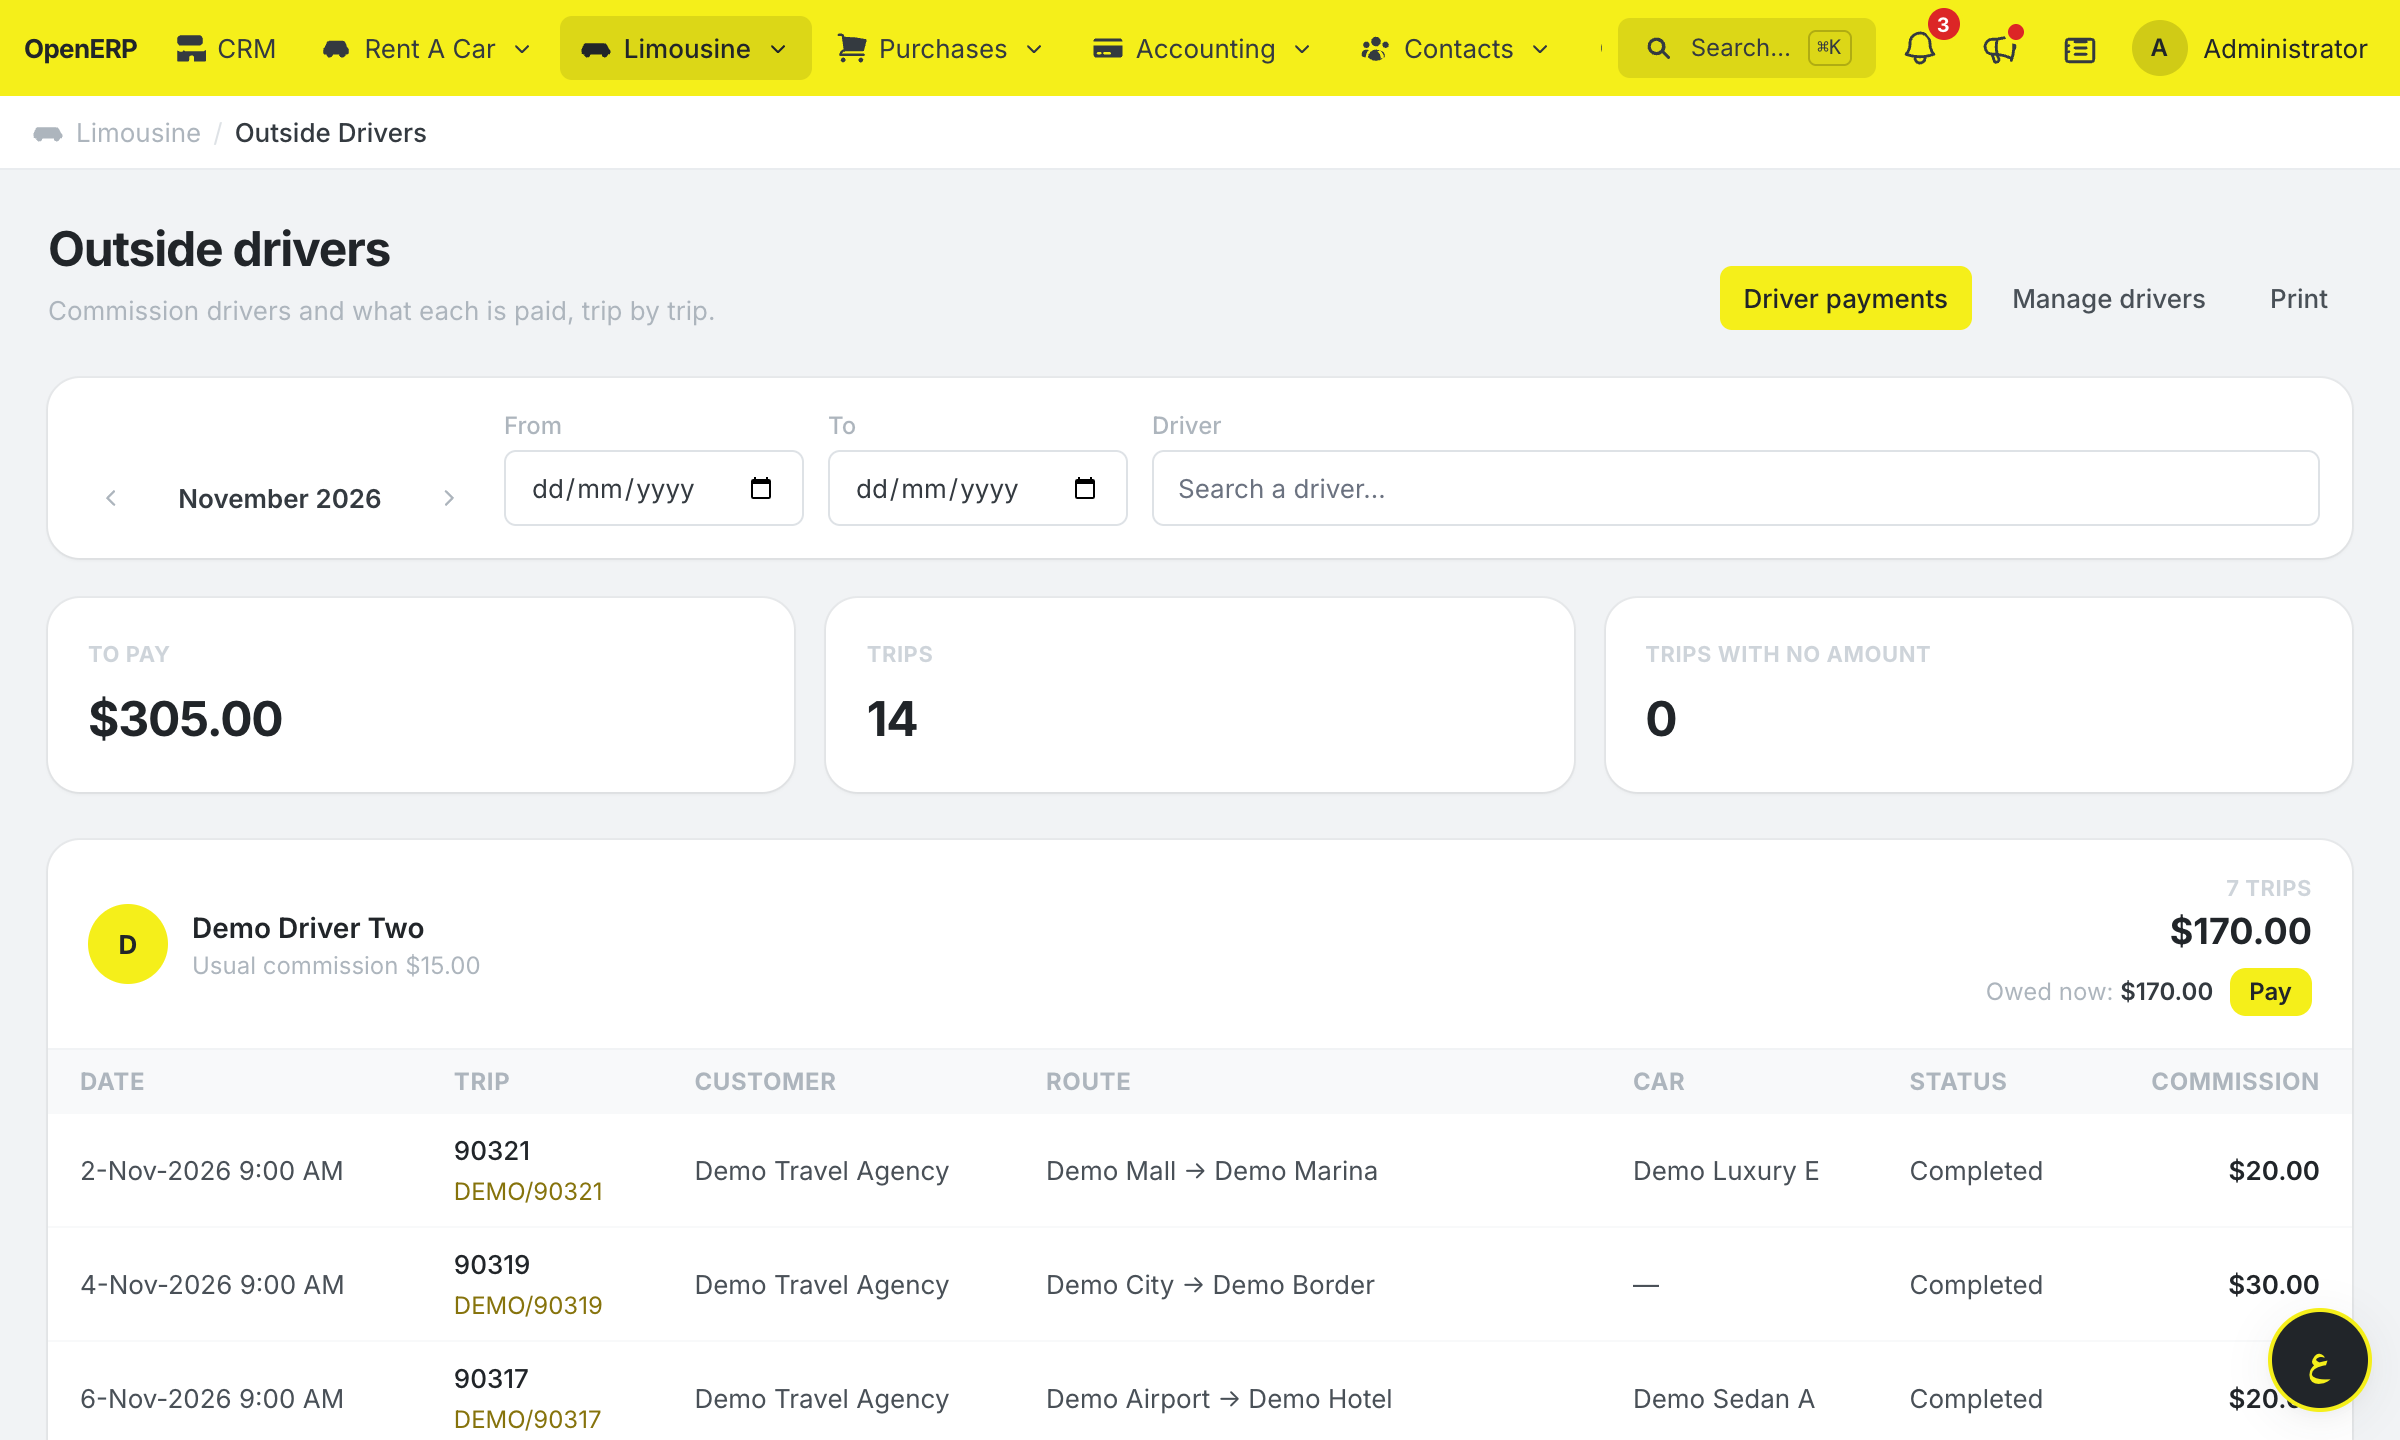 OpenERP CRM Rent A Car Limousine Purchases Accounting Contacts Search... ⌘K 3 A Administrator
Limousine / Outside Drivers
Outside drivers
Commission drivers and what each is paid, trip by trip.
Driver payments Manage drivers Print
From To Driver
November 2026 dd/mm/yyyy dd/mm/yyyy Search a driver...
TO PAY TRIPS TRIPS WITH NO AMOUNT
$305.00 14 0
7 TRIPS
D Demo Driver Two $170.00
Usual commission $15.00
Owed now: $170.00 Pay
DATE TRIP CUSTOMER ROUTE CAR STATUS COMMISSION
90321
2-Nov-2026 9:00 AM Demo Travel Agency Demo Mall → Demo Marina Demo Luxury E Completed $20.00
DEMO/90321
90319
4-Nov-2026 9:00 AM Demo Travel Agency Demo City → Demo Border — Completed $30.00
DEMO/90319
90317
6-Nov-2026 9:00 AM Demo Travel Agency Demo Airport → Demo Hotel Demo Sedan A Completed $20.
DEMO/90317
ع